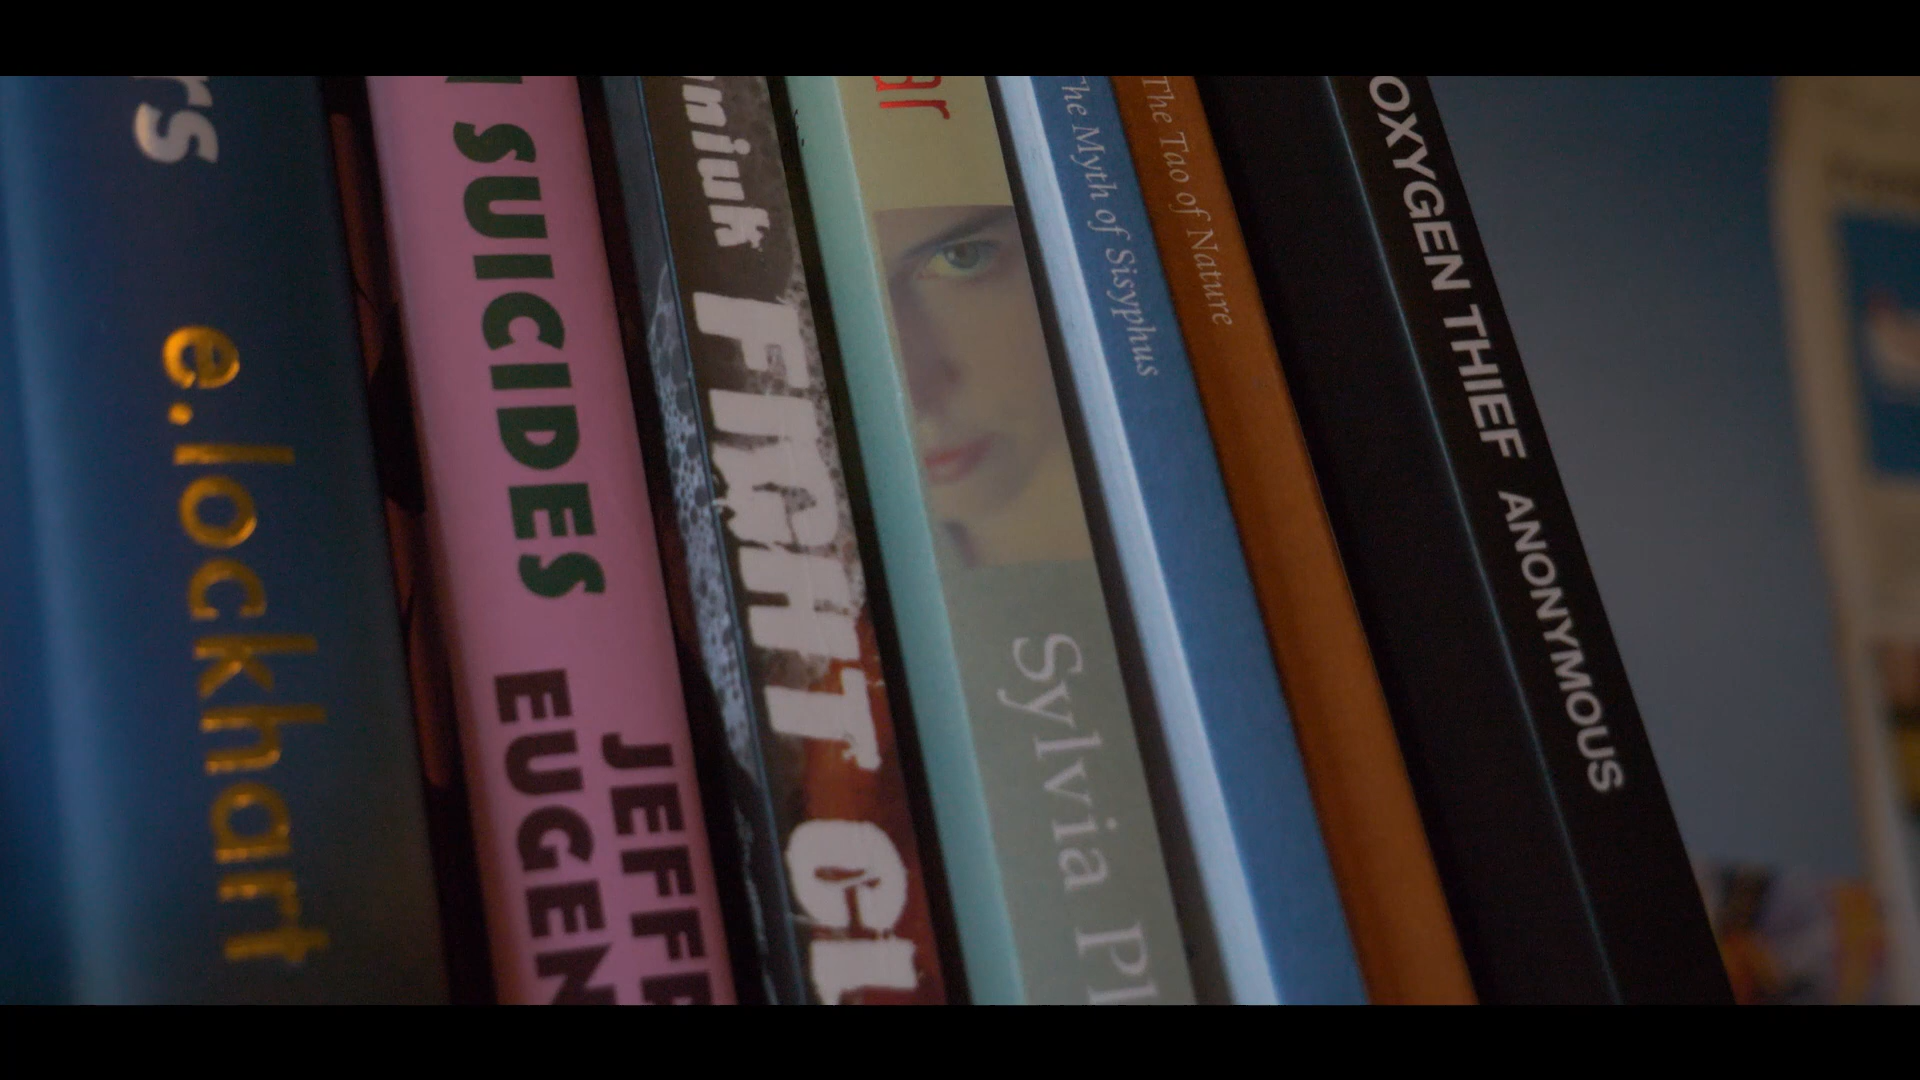 rs
e.lockhart
SUICIDES
JEFFR
EUGEN
niuk
FIGHT CL
ar
Sylvia Pl
The Myth of Sisyphus
The Tao of Nature
OXYGEN THIEF ANONYMOUS